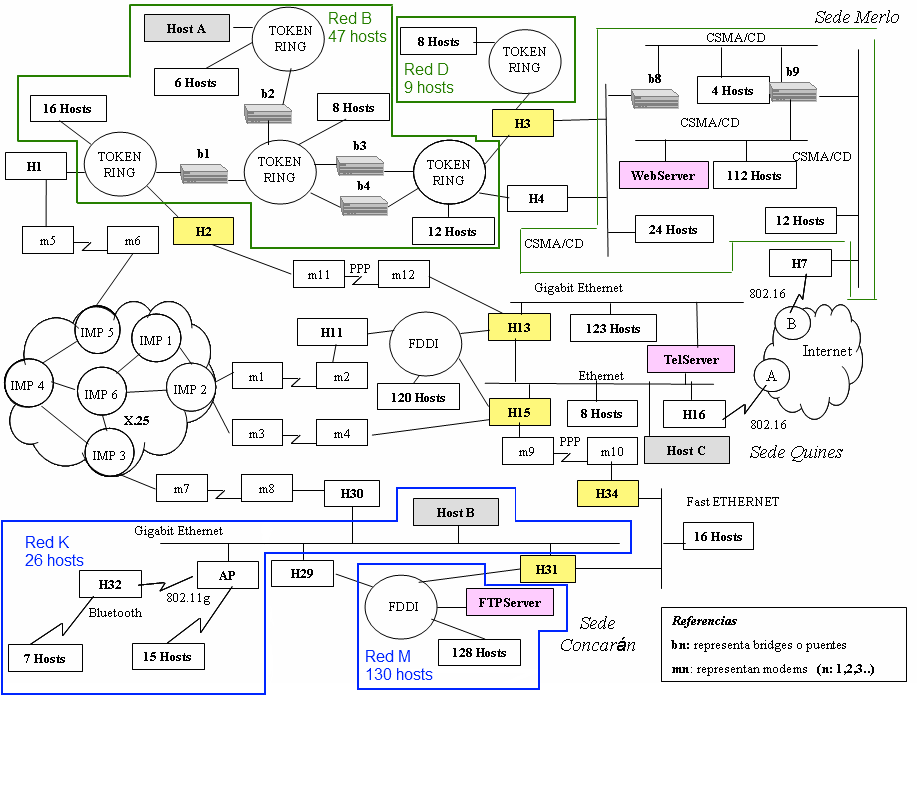 Sede Merlo
Red B
47 hosts
Host A
TOKEN
RING
6 Hosts
8 Hosts
TOKEN
RING
Red D
9 hosts
CSMA/CD
b8
4 Hosts
b9
CSMA/CD
CSMA/CD
WebServer
112 Hosts
24 Hosts
12 Hosts
CSMA/CD
16 Hosts
b2
8 Hosts
H3
H1
TOKEN
RING
b1
TOKEN
RING
b3
b4
TOKEN
RING
H4
12 Hosts
H2
m5
m6
m11
PPP
m12
H7
802.16
B
Internet
A
802.16
Gigabit Ethernet
H13
123 Hosts
TelServer
H11
FDDI
120 Hosts
IMP 5
IMP 1
IMP 4
IMP 6
IMP 2
X.25
IMP 3
m1
m2
m3
m4
Ethernet
H15
8 Hosts
H16
Host C
Sede Quines
m9
PPP
m10
m7
m8
H30
H34
Fast ETHERNET
16 Hosts
Host B
Gigabit Ethernet
Red K
26 hosts
H32
AP
802.11g
Bluetooth
7 Hosts
15 Hosts
H29
H31
FDDI
FTPServer
128 Hosts
Red M
130 hosts
Sede
Concarán
Referencias
bn: representa bridges o puentes
mn: representan modems (n: 1,2,3..)